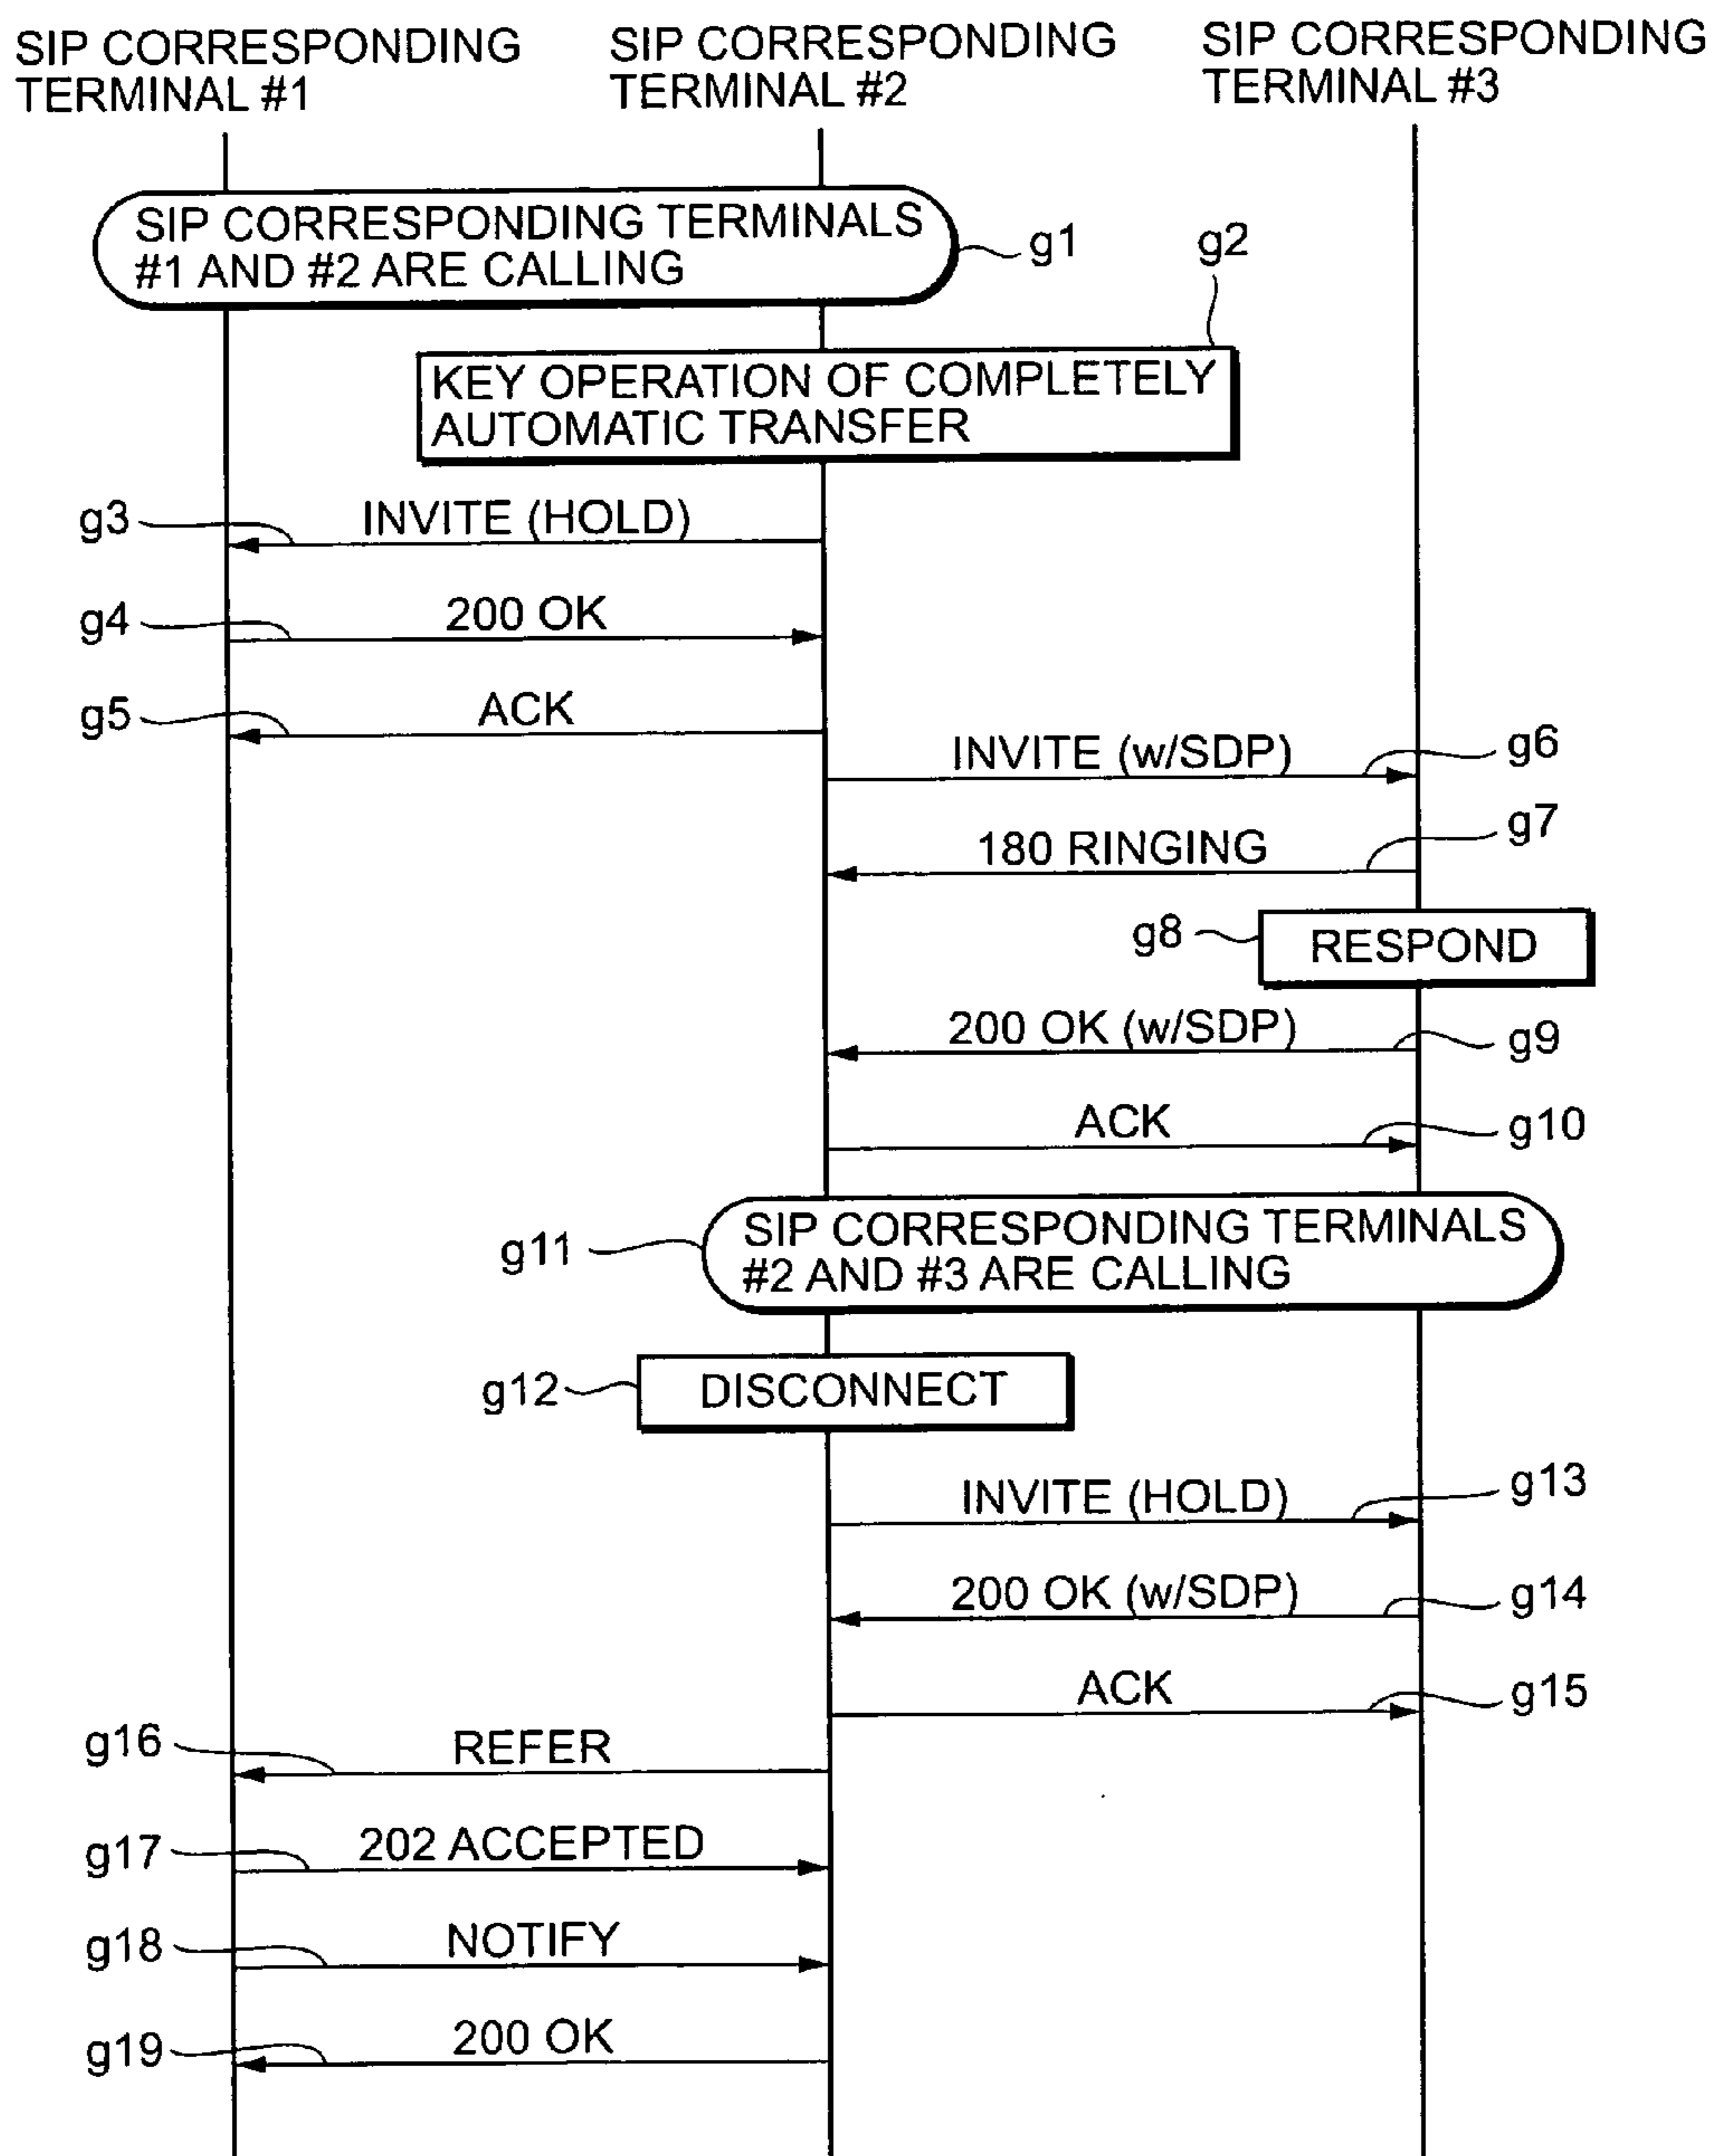 SIP CORRESPONDING
TERMINAL #1
SIP CORRESPONDING
TERMINAL #2
SIP CORRESPONDING
TERMINAL #3
SIP CORRESPONDING TERMINALS
#1 AND #2 ARE CALLING
g1
g2
KEY OPERATION OF COMPLETELY
AUTOMATIC TRANSFER
g3
INVITE (HOLD)
g4
200 OK
g5
ACK
INVITE (w/SDP)
g6
180 RINGING
g7
g8
RESPOND
200 OK (w/SDP)
g9
ACK
g10
g11
SIP CORRESPONDING TERMINALS
#2 AND #3 ARE CALLING
g12
DISCONNECT
INVITE (HOLD)
g13
200 OK (w/SDP)
g14
ACK
g15
g16
REFER
g17
202 ACCEPTED
g18
NOTIFY
g19
200 OK